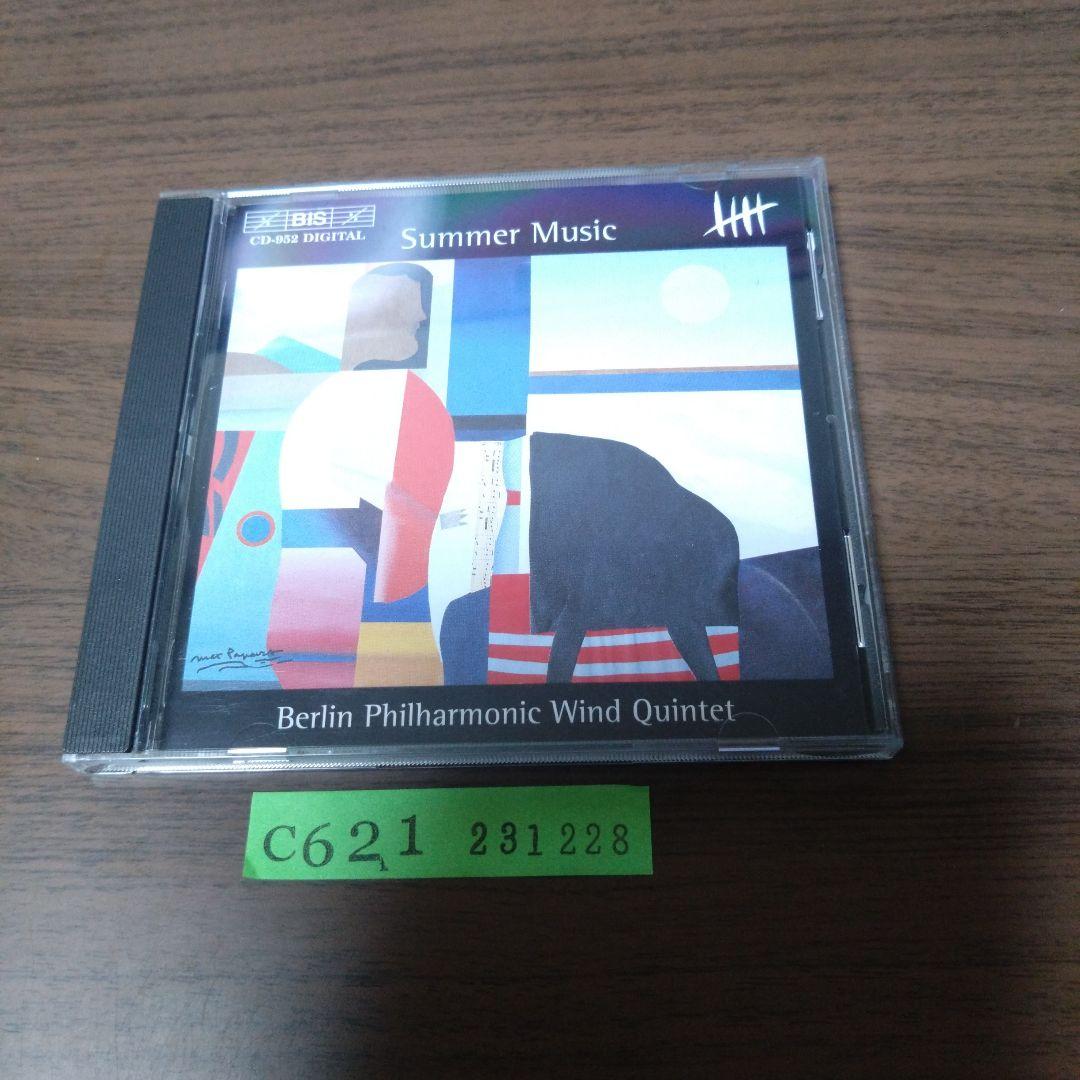 BIS
CD-952 DIGITAL
Summer Music
Berlin Philharmonic Wind Quintet
C621 231228